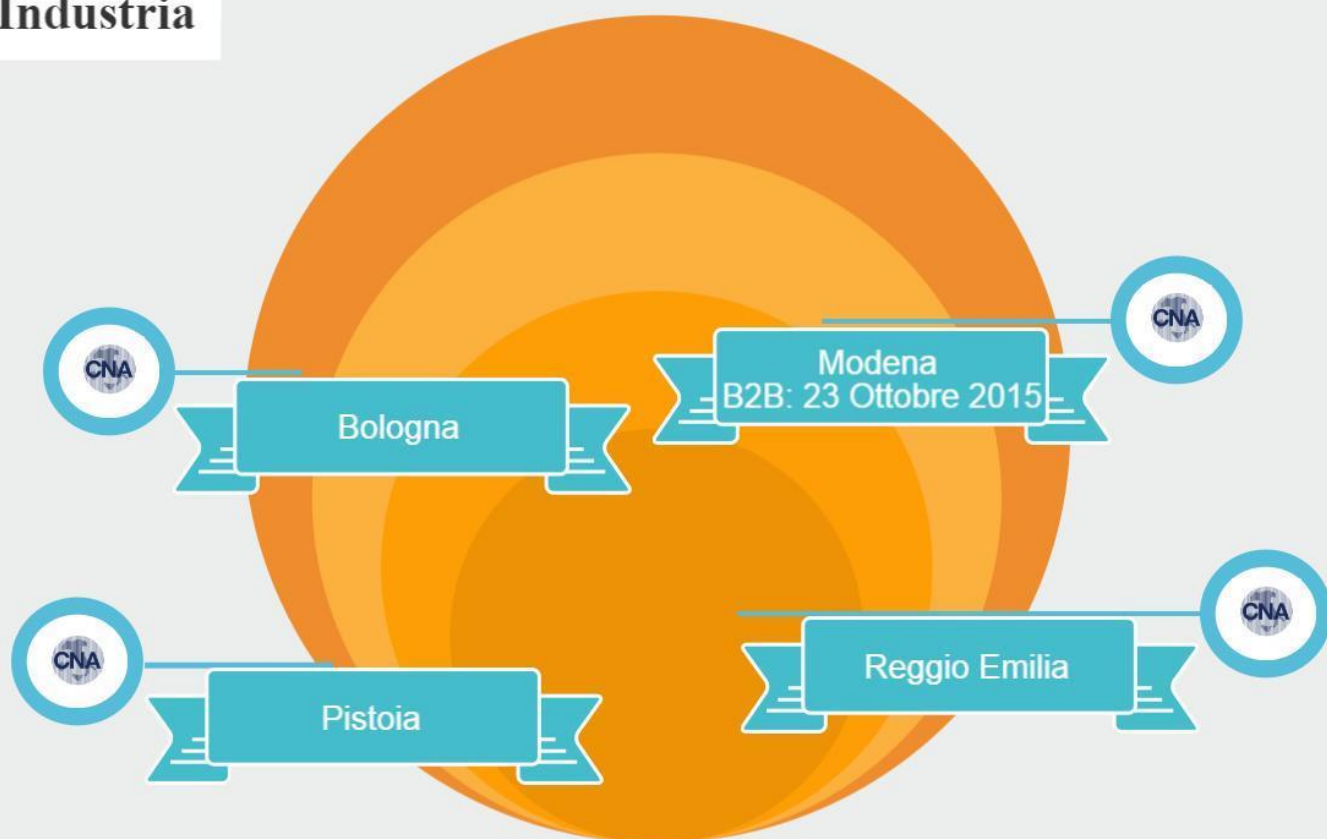 Industria
CNA
Bologna
Modena
B2B: 23 Ottobre 2015
CNA
CNA
Pistoia
Reggio Emilia
CNA